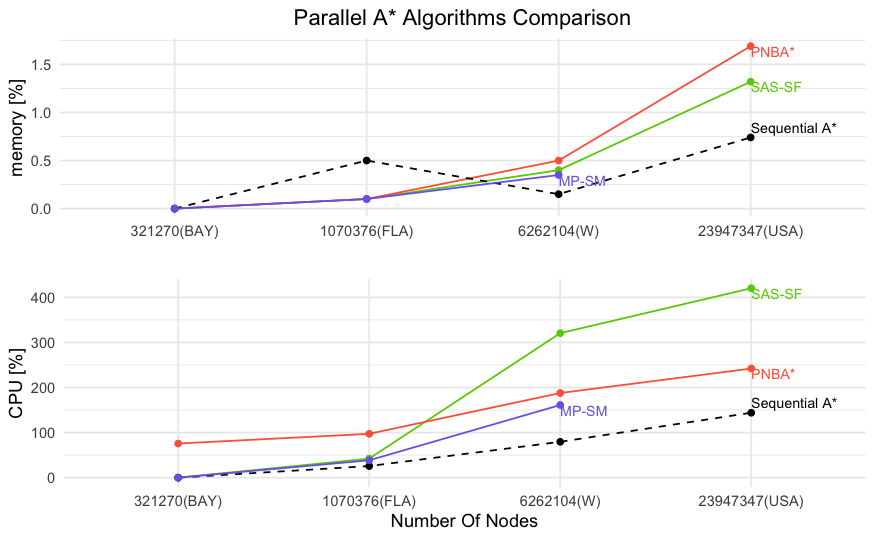 Parallel A* Algorithms Comparison
memory [%]
1.5
1.0
0.5
0.0
PNBA*
SAS-SF
Sequential A*
MP-SM
321270(BAY) 1070376(FLA) 6262104(W) 23947347(USA)
CPU [%]
400
300
200
100
0
SAS-SF
PNBA*
Sequential A*
MP-SM
321270(BAY) 1070376(FLA) 6262104(W) 23947347(USA)
Number Of Nodes